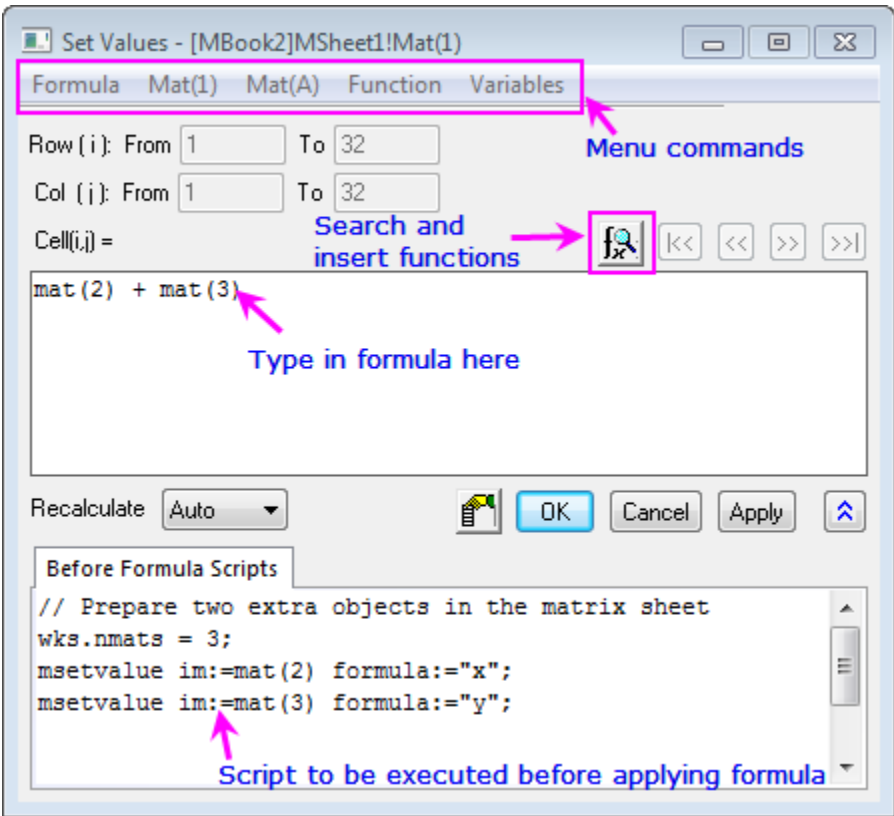 Set Values - [MBook2]MSheet1!Mat(1)
Formula Mat(1) Mat(A) Function Variables
Menu commands
Row ( i ): From 1 To 32
Col ( j ): From 1 To 32
Search and
insert functions
Cell(i,j) =
fx |<< << >> >>|
mat(2) + mat(3)
Type in formula here
Recalculate Auto OK Cancel Apply
Before Formula Scripts
// Prepare two extra objects in the matrix sheet
wks.nmats = 3;
msetvalue im:=mat(2) formula:="x";
msetvalue im:=mat(3) formula:="y";
Script to be executed before applying formula